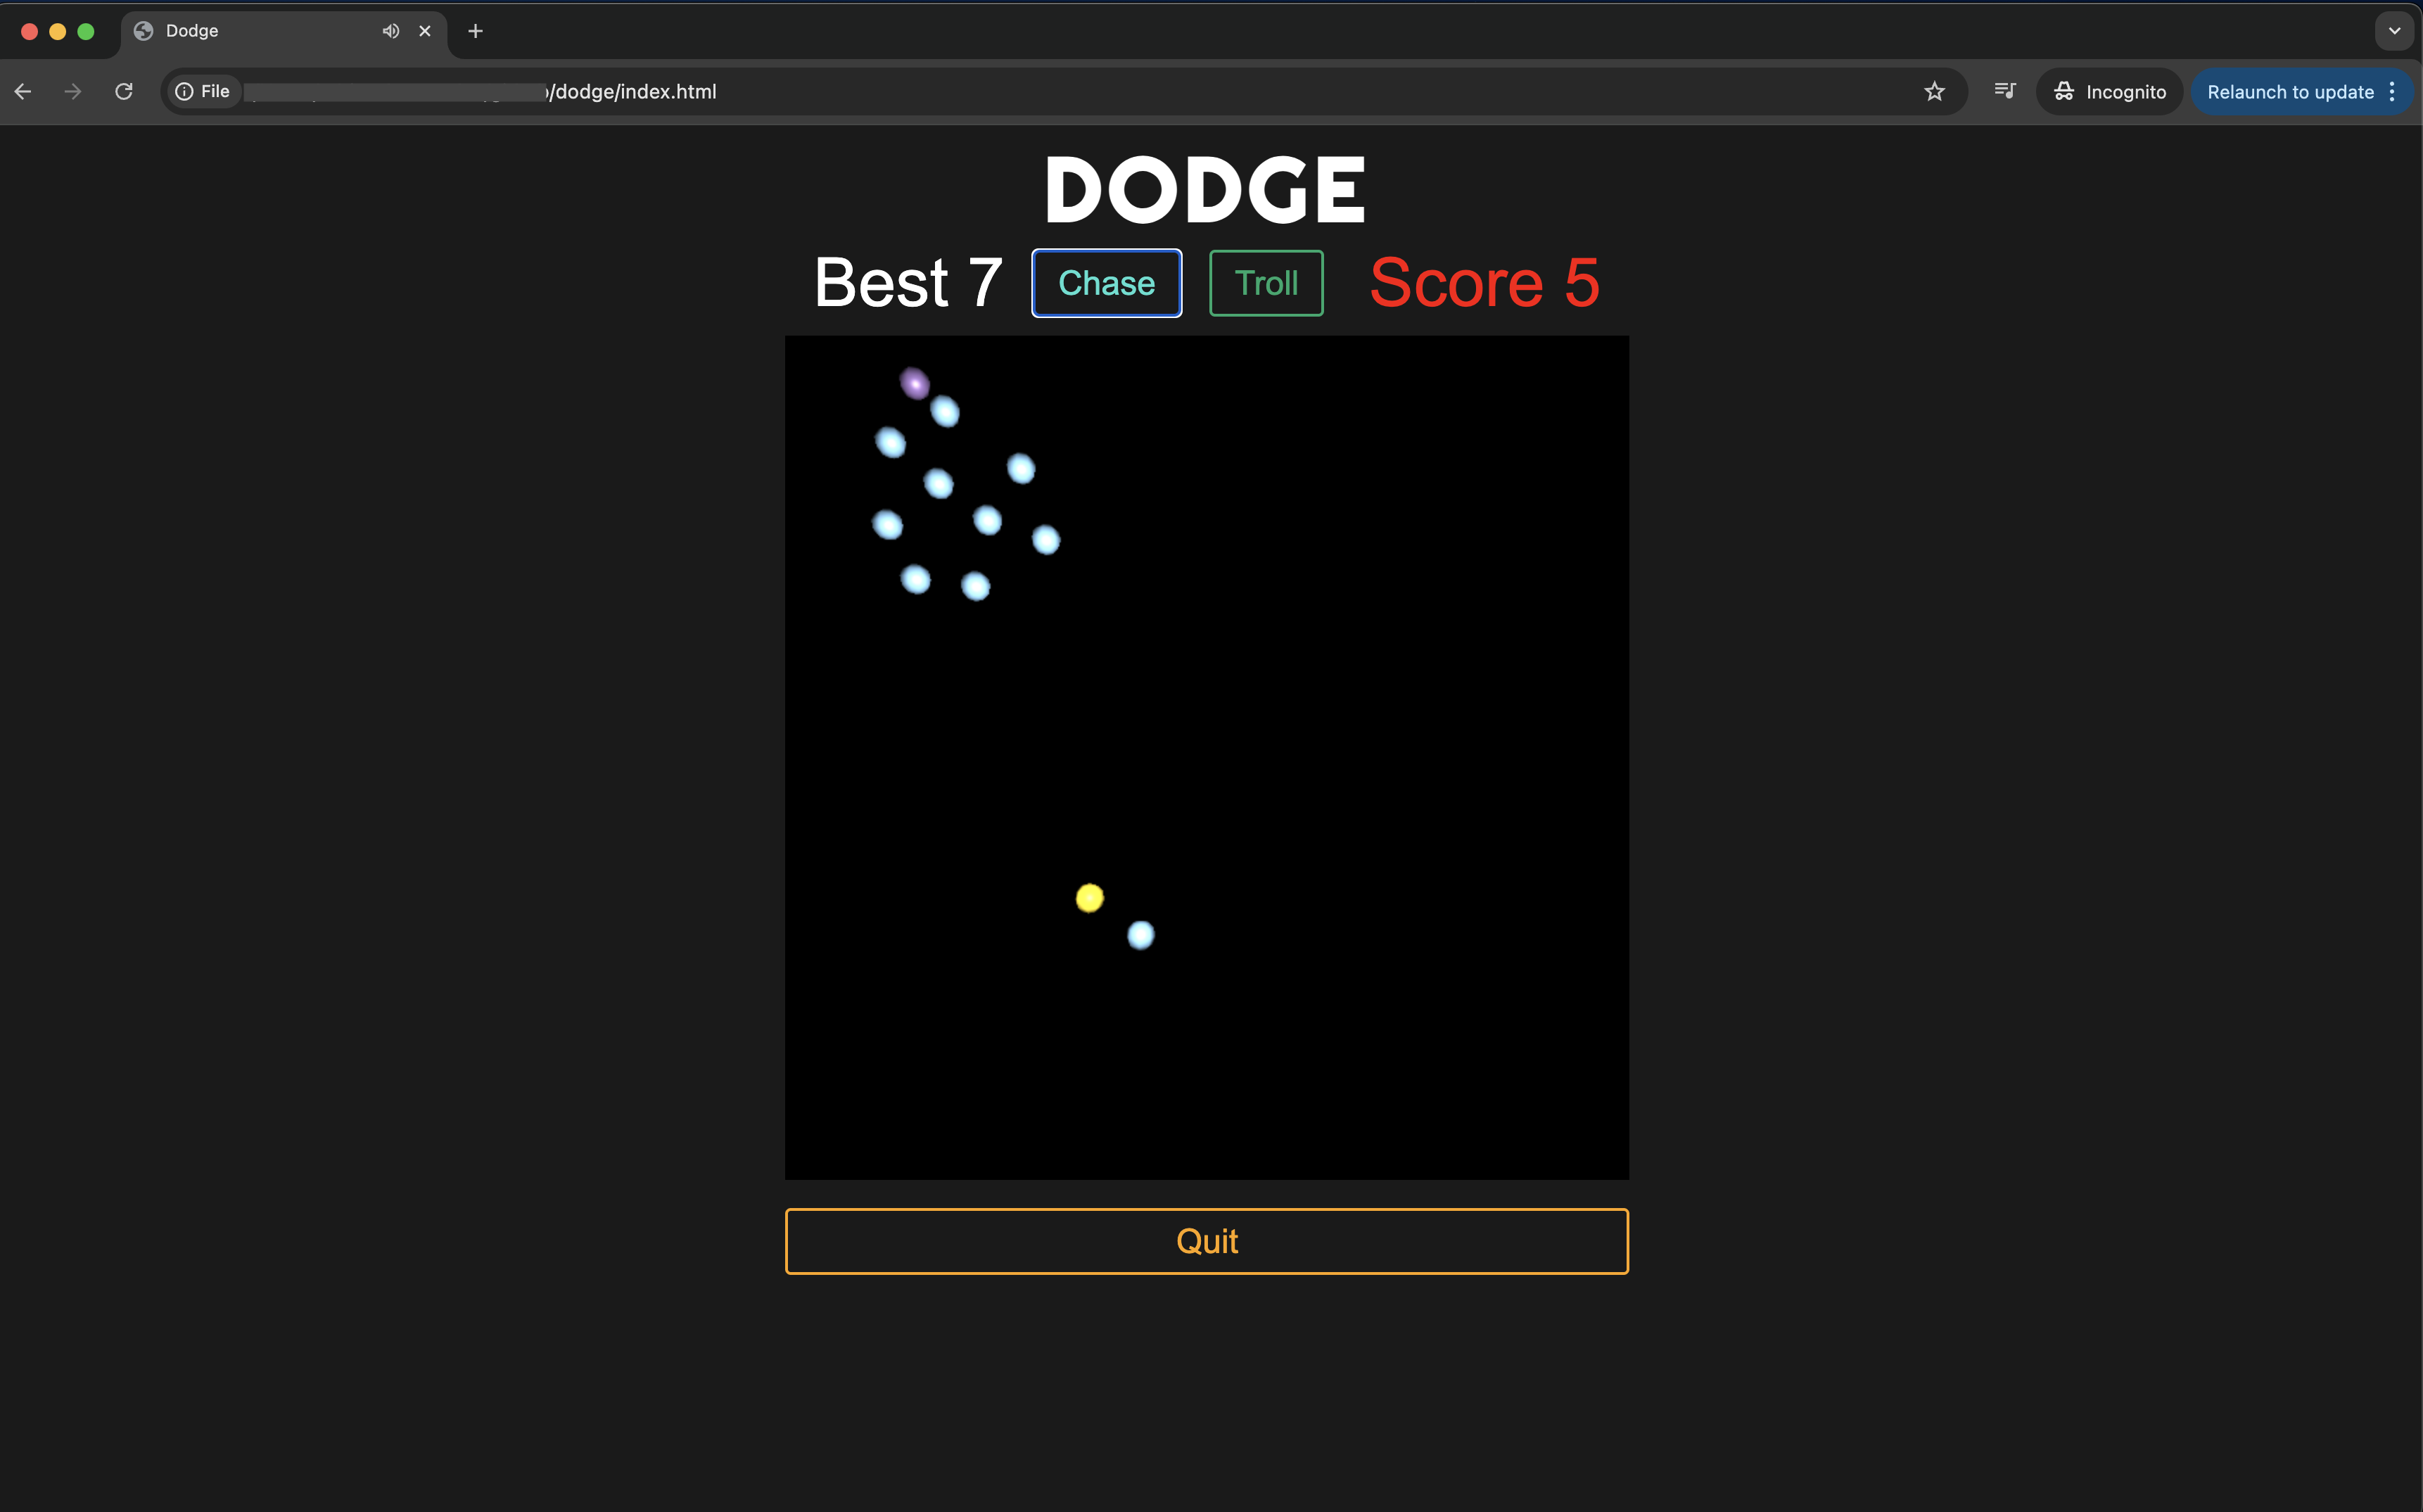 Dodge
File /dodge/index.html
Incognito
Relaunch to update
DODGE
Best 7 Chase Troll Score 5
Quit